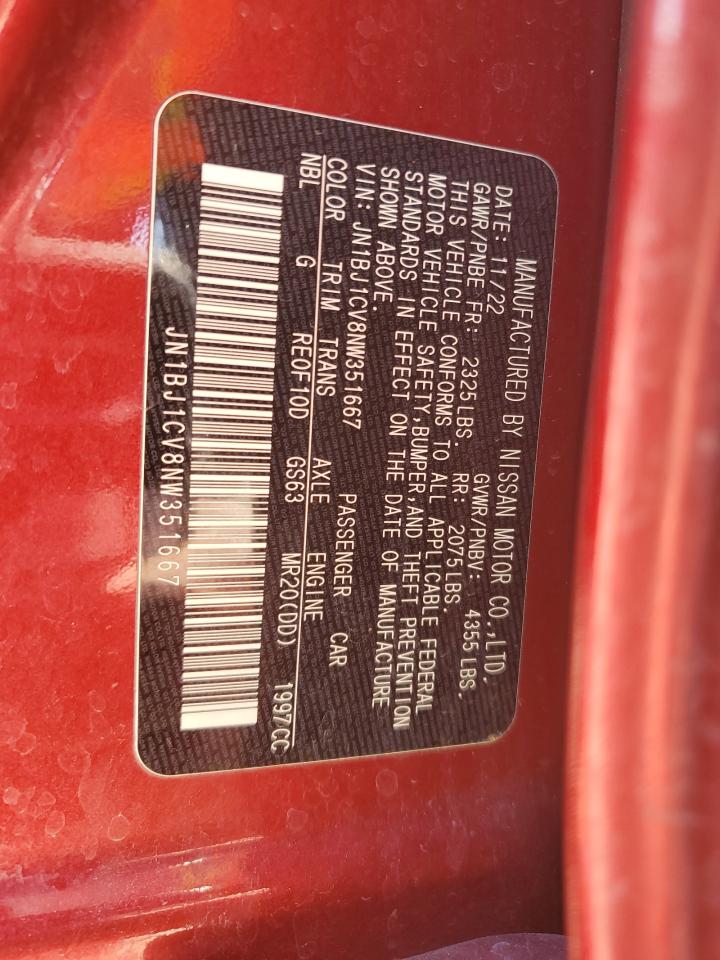 MANUFACTURED BY NISSAN MOTOR CO.,LTD.
DATE: 11/22 GVWR/PNBV: 4355 LBS.
GAWR/PNBE FR: 2325 LBS. RR: 2075 LBS.
THIS VEHICLE CONFORMS TO ALL APPLICABLE FEDERAL
MOTOR VEHICLE SAFETY,BUMPER,AND THEFT PREVENTION
STANDARDS IN EFFECT ON THE DATE OF MANUFACTURE
SHOWN ABOVE.
VIN: JN1BJ1CV8NW351667 PASSENGER CAR
COLOR TRIM TRANS AXLE ENGINE
NBL G REOF10D GS63 MR20(DD) 1997CC
JN1BJ1CV8NW351667